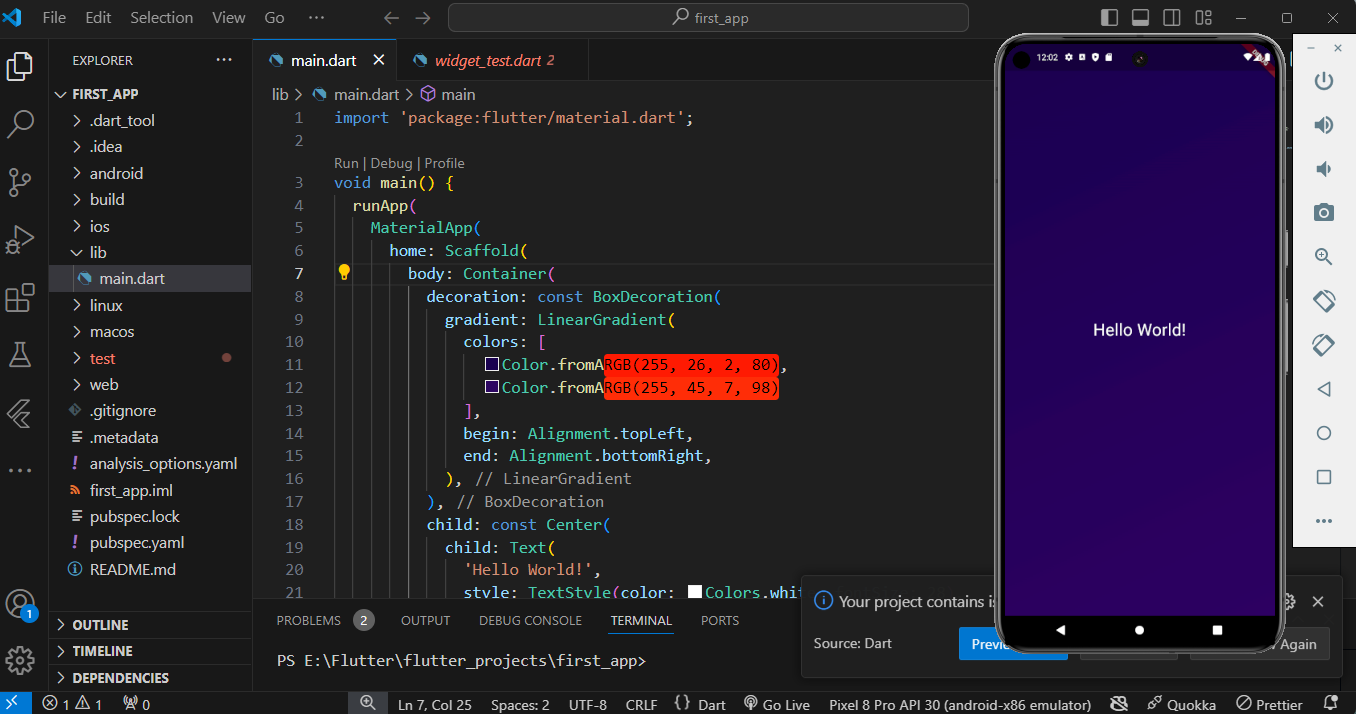 File Edit Selection View Go ··· first_app
EXPLORER ···
FIRST_APP
.dart_tool
.idea
android
build
ios
lib
main.dart
linux
macos
test
web
.gitignore
.metadata
analysis_options.yaml
first_app.iml
pubspec.lock
pubspec.yaml
README.md
OUTLINE
TIMELINE
DEPENDENCIES
1
main.dart widget_test.dart 2
lib > main.dart > main
1 import 'package:flutter/material.dart';
2
Run | Debug | Profile
3 void main() {
4 runApp(
5 MaterialApp(
6 home: Scaffold(
7 body: Container(
8 decoration: const BoxDecoration(
9 gradient: LinearGradient(
10 colors: [
11 Color.fromARGB(255, 26, 2, 80),
12 Color.fromARGB(255, 45, 7, 98)
13 ],
14 begin: Alignment.topLeft,
15 end: Alignment.bottomRight,
16 ), // LinearGradient
17 ), // BoxDecoration
18 child: const Center(
19 child: Text(
20 'Hello World!',
21 style: TextStyle(color: Colors.whit
PROBLEMS 2 OUTPUT DEBUG CONSOLE TERMINAL PORTS
PS E:\Flutter\flutter_projects\first_app>
12:02
Hello World!
Your project contains is
Source: Dart
Previ
Again
1 1 0 Ln 7, Col 25 Spaces: 2 UTF-8 CRLF {} Dart Go Live Pixel 8 Pro API 30 (android-x86 emulator) Quokka Prettier